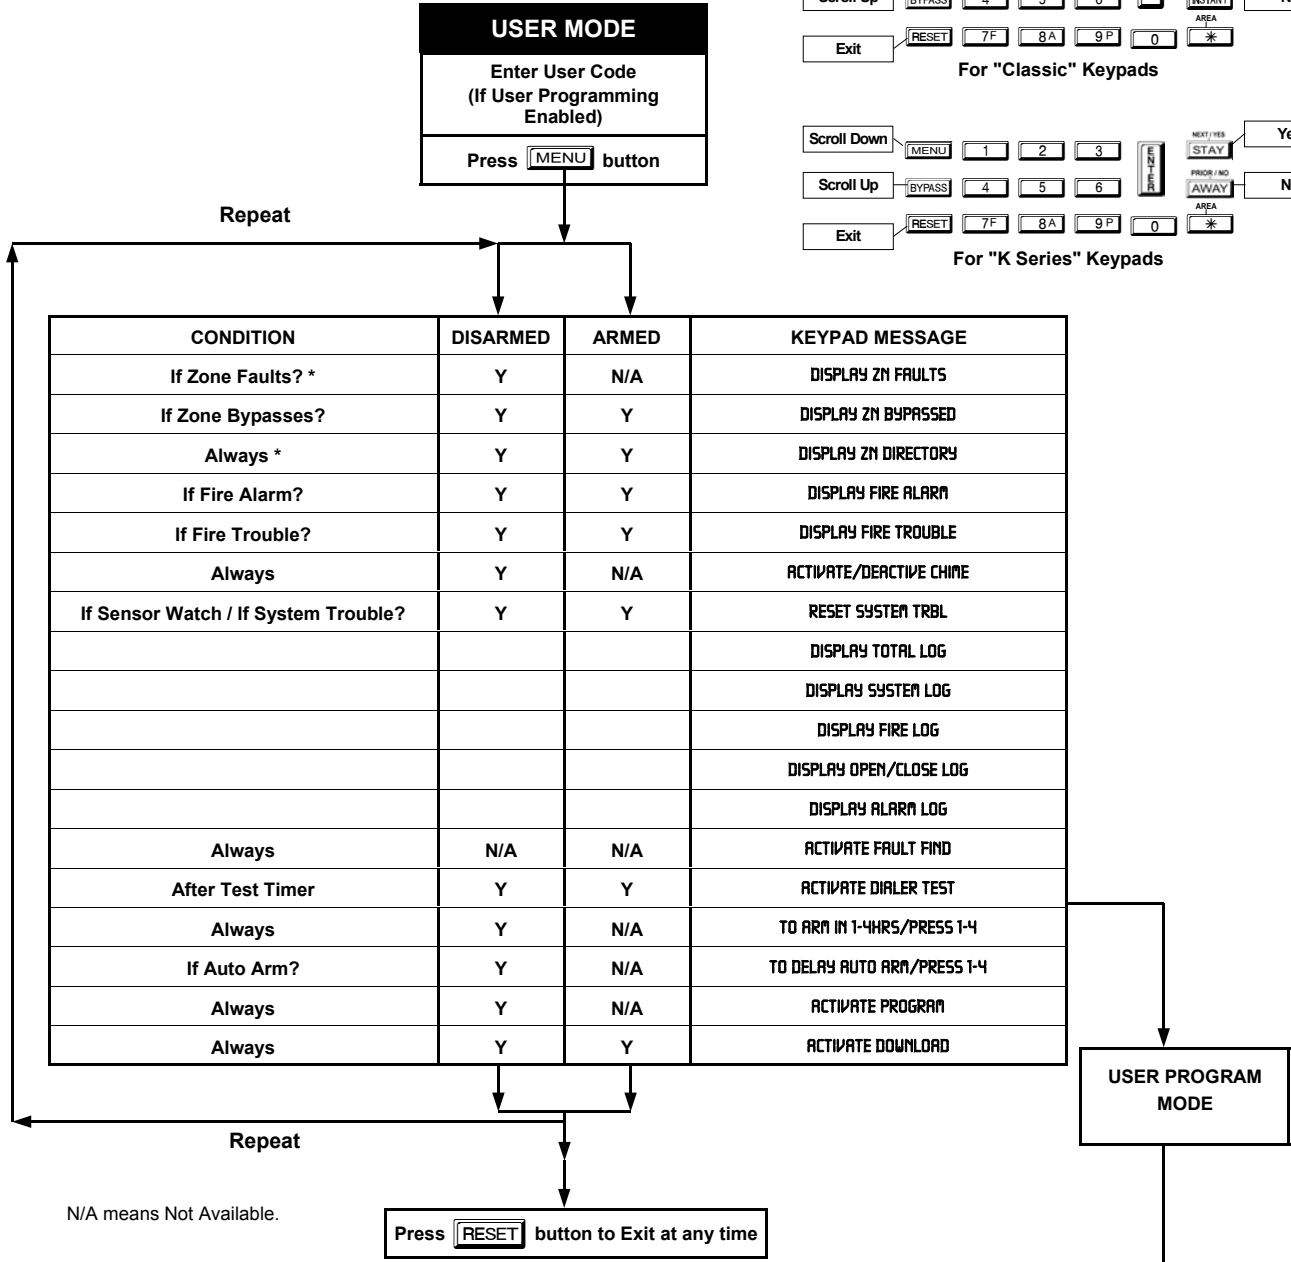 USER MODE
Enter User Code
(If User Programming
Enabled)
Press MENU button
Scroll Up BYPASS 4 5 6 INSTANT
AREA
Exit RESET 7F 8A 9P 0 *
For "Classic" Keypads
NEXT / YES
Scroll Down MENU 1 2 3 ENTER STAY Ye
PRIOR / NO
Scroll Up BYPASS 4 5 6 AWAY N
AREA
Exit RESET 7F 8A 9P 0 *
For "K Series" Keypads
Repeat
CONDITION DISARMED ARMED KEYPAD MESSAGE
If Zone Faults? * Y N/A DISPLAY ZN FAULTS
If Zone Bypasses? Y Y DISPLAY ZN BYPASSED
Always * Y Y DISPLAY ZN DIRECTORY
If Fire Alarm? Y Y DISPLAY FIRE ALARM
If Fire Trouble? Y Y DISPLAY FIRE TROUBLE
Always Y N/A ACTIVATE/DEACTIVE CHIME
If Sensor Watch / If System Trouble? Y Y RESET SYSTEM TRBL
DISPLAY TOTAL LOG
DISPLAY SYSTEM LOG
DISPLAY FIRE LOG
DISPLAY OPEN/CLOSE LOG
DISPLAY ALARM LOG
Always N/A N/A ACTIVATE FAULT FIND
After Test Timer Y Y ACTIVATE DIALER TEST
Always Y N/A TO ARM IN 1-4HRS/PRESS 1-4
If Auto Arm? Y N/A TO DELAY AUTO ARM/PRESS 1-4
Always Y N/A ACTIVATE PROGRAM
Always Y Y ACTIVATE DOWNLOAD
USER PROGRAM
MODE
Repeat
N/A means Not Available.
Press RESET button to Exit at any time